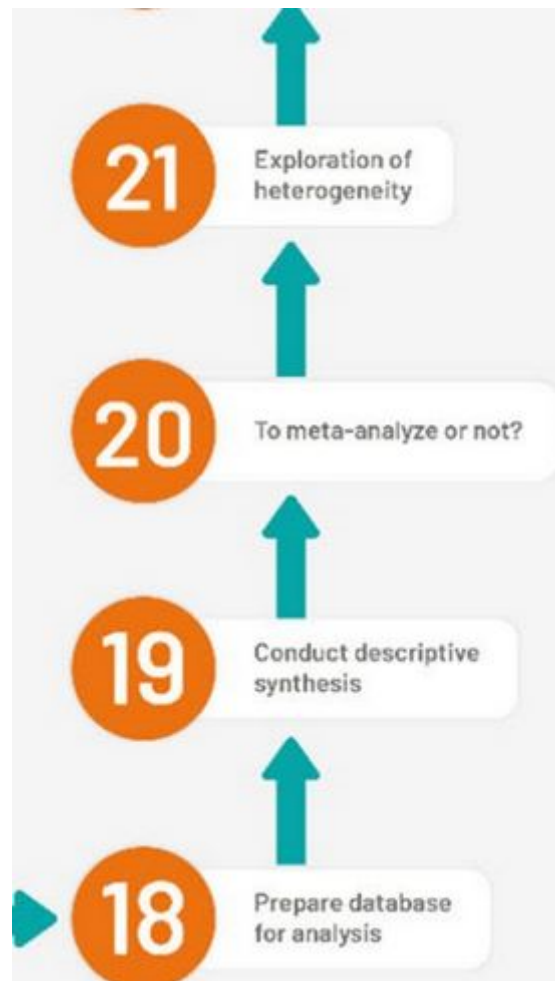 21
Exploration of
heterogeneity
20
To meta-analyze or not?
19
Conduct descriptive
synthesis
18
Prepare database
for analysis